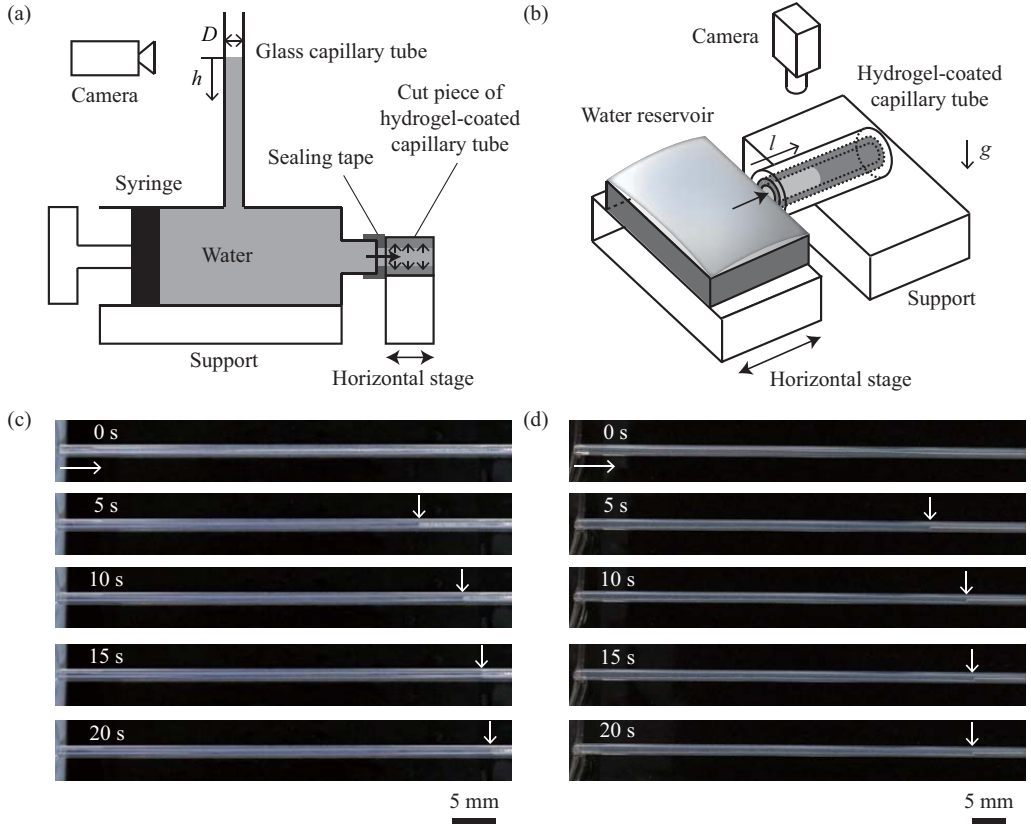 (a)
D
h
Glass capillary tube
Camera
Cut piece of
hydrogel-coated
capillary tube
Sealing tape
Syringe
Water
Support
Horizontal stage
(b)
Camera
Hydrogel-coated
capillary tube
Water reservoir
l
g
Support
Horizontal stage
(c)
0 s
5 s
10 s
15 s
20 s
5 mm
(d)
0 s
5 s
10 s
15 s
20 s
5 mm